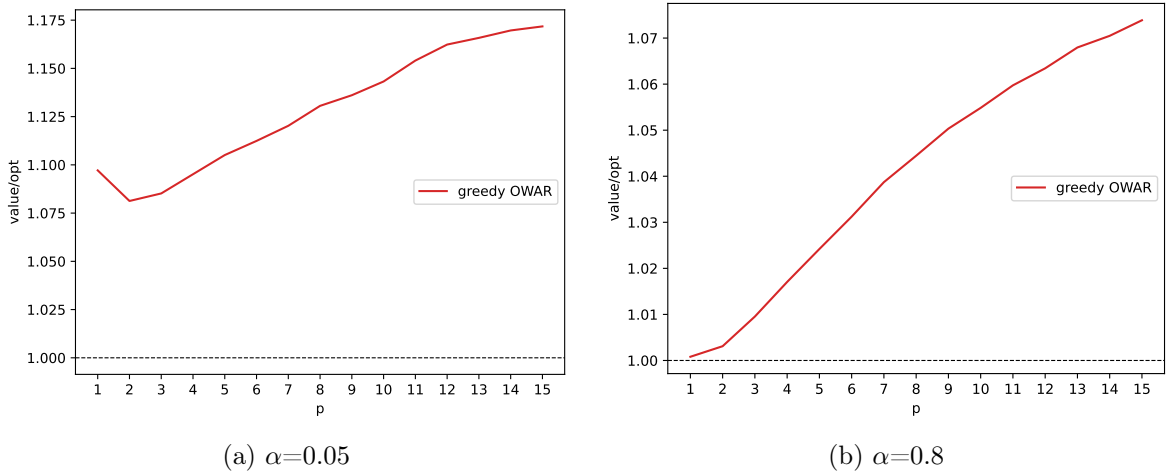 1.175
1.150
1.125
1.100
1.075
1.050
1.025
1.000
value/opt
greedy OWAR
1 2 3 4 5 6 7 8 9 10 11 12 13 14 15
p
(a) α=0.05
1.07
1.06
1.05
1.04
1.03
1.02
1.01
1.00
value/opt
greedy OWAR
1 2 3 4 5 6 7 8 9 10 11 12 13 14 15
p
(b) α=0.8